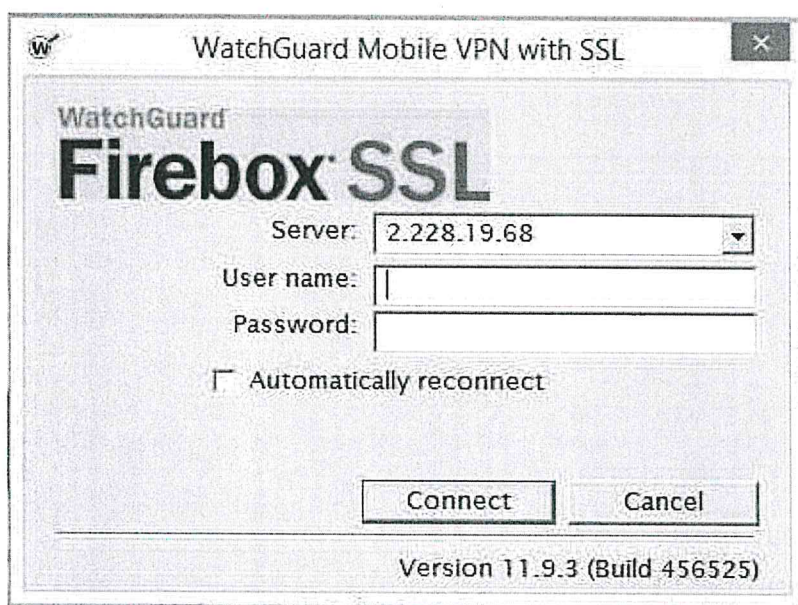 WatchGuard Mobile VPN with SSL
WatchGuard
Firebox SSL
Server: 2.228.19.68
User name:
Password:
Automatically reconnect
Connect Cancel
Version 11.9.3 (Build 456525)